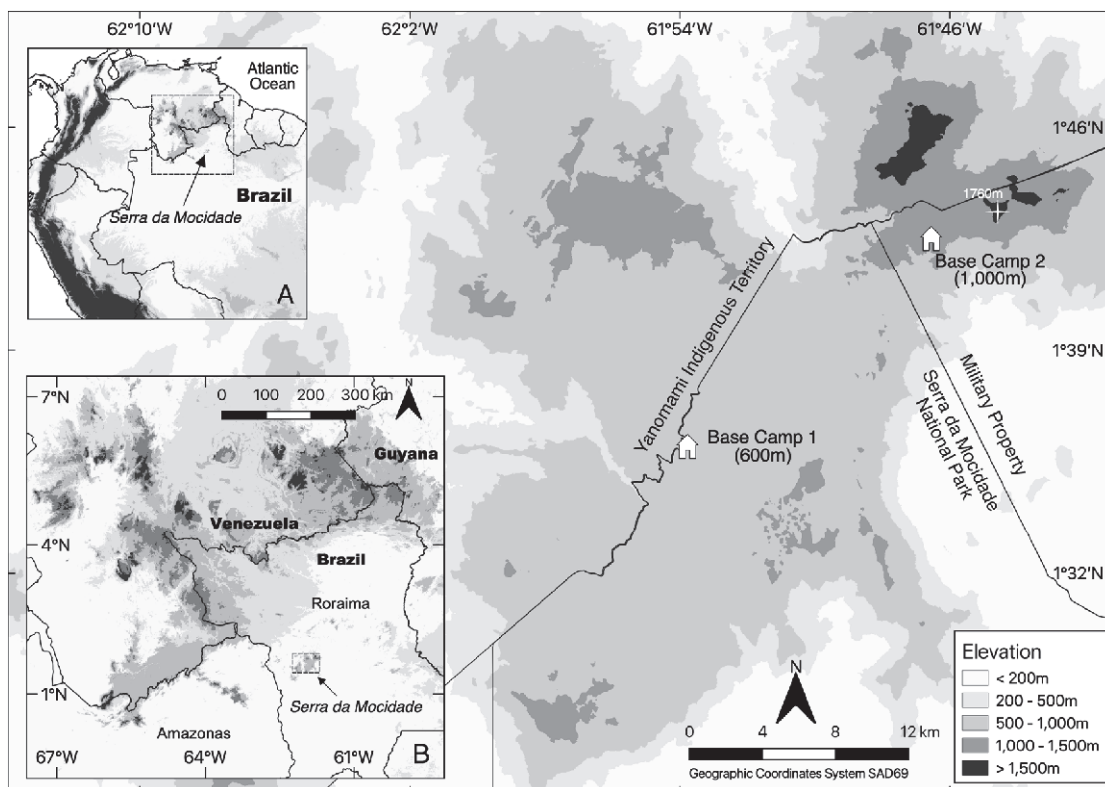 62°10'W
62°2'W
61°54'W
61°46'W
Atlantic
Ocean
Brazil
Serra da Mocidade
A
1°46'N
1760m
Base Camp 2
(1,000m)
Yanomami Indigenous Territory
1°39'N
Military Property
Serra da Mocidade
National Park
Base Camp 1
(600m)
1°32'N
0 100 200 300 km
N
7°N
Guyana
Venezuela
4°N
Brazil
Roraima
1°N
Serra da Mocidade
Amazonas
B
67°W
64°W
61°W
N
0 4 8 12 km
Geographic Coordinates System SAD69
Elevation
< 200m
200 - 500m
500 - 1,000m
1,000 - 1,500m
> 1,500m